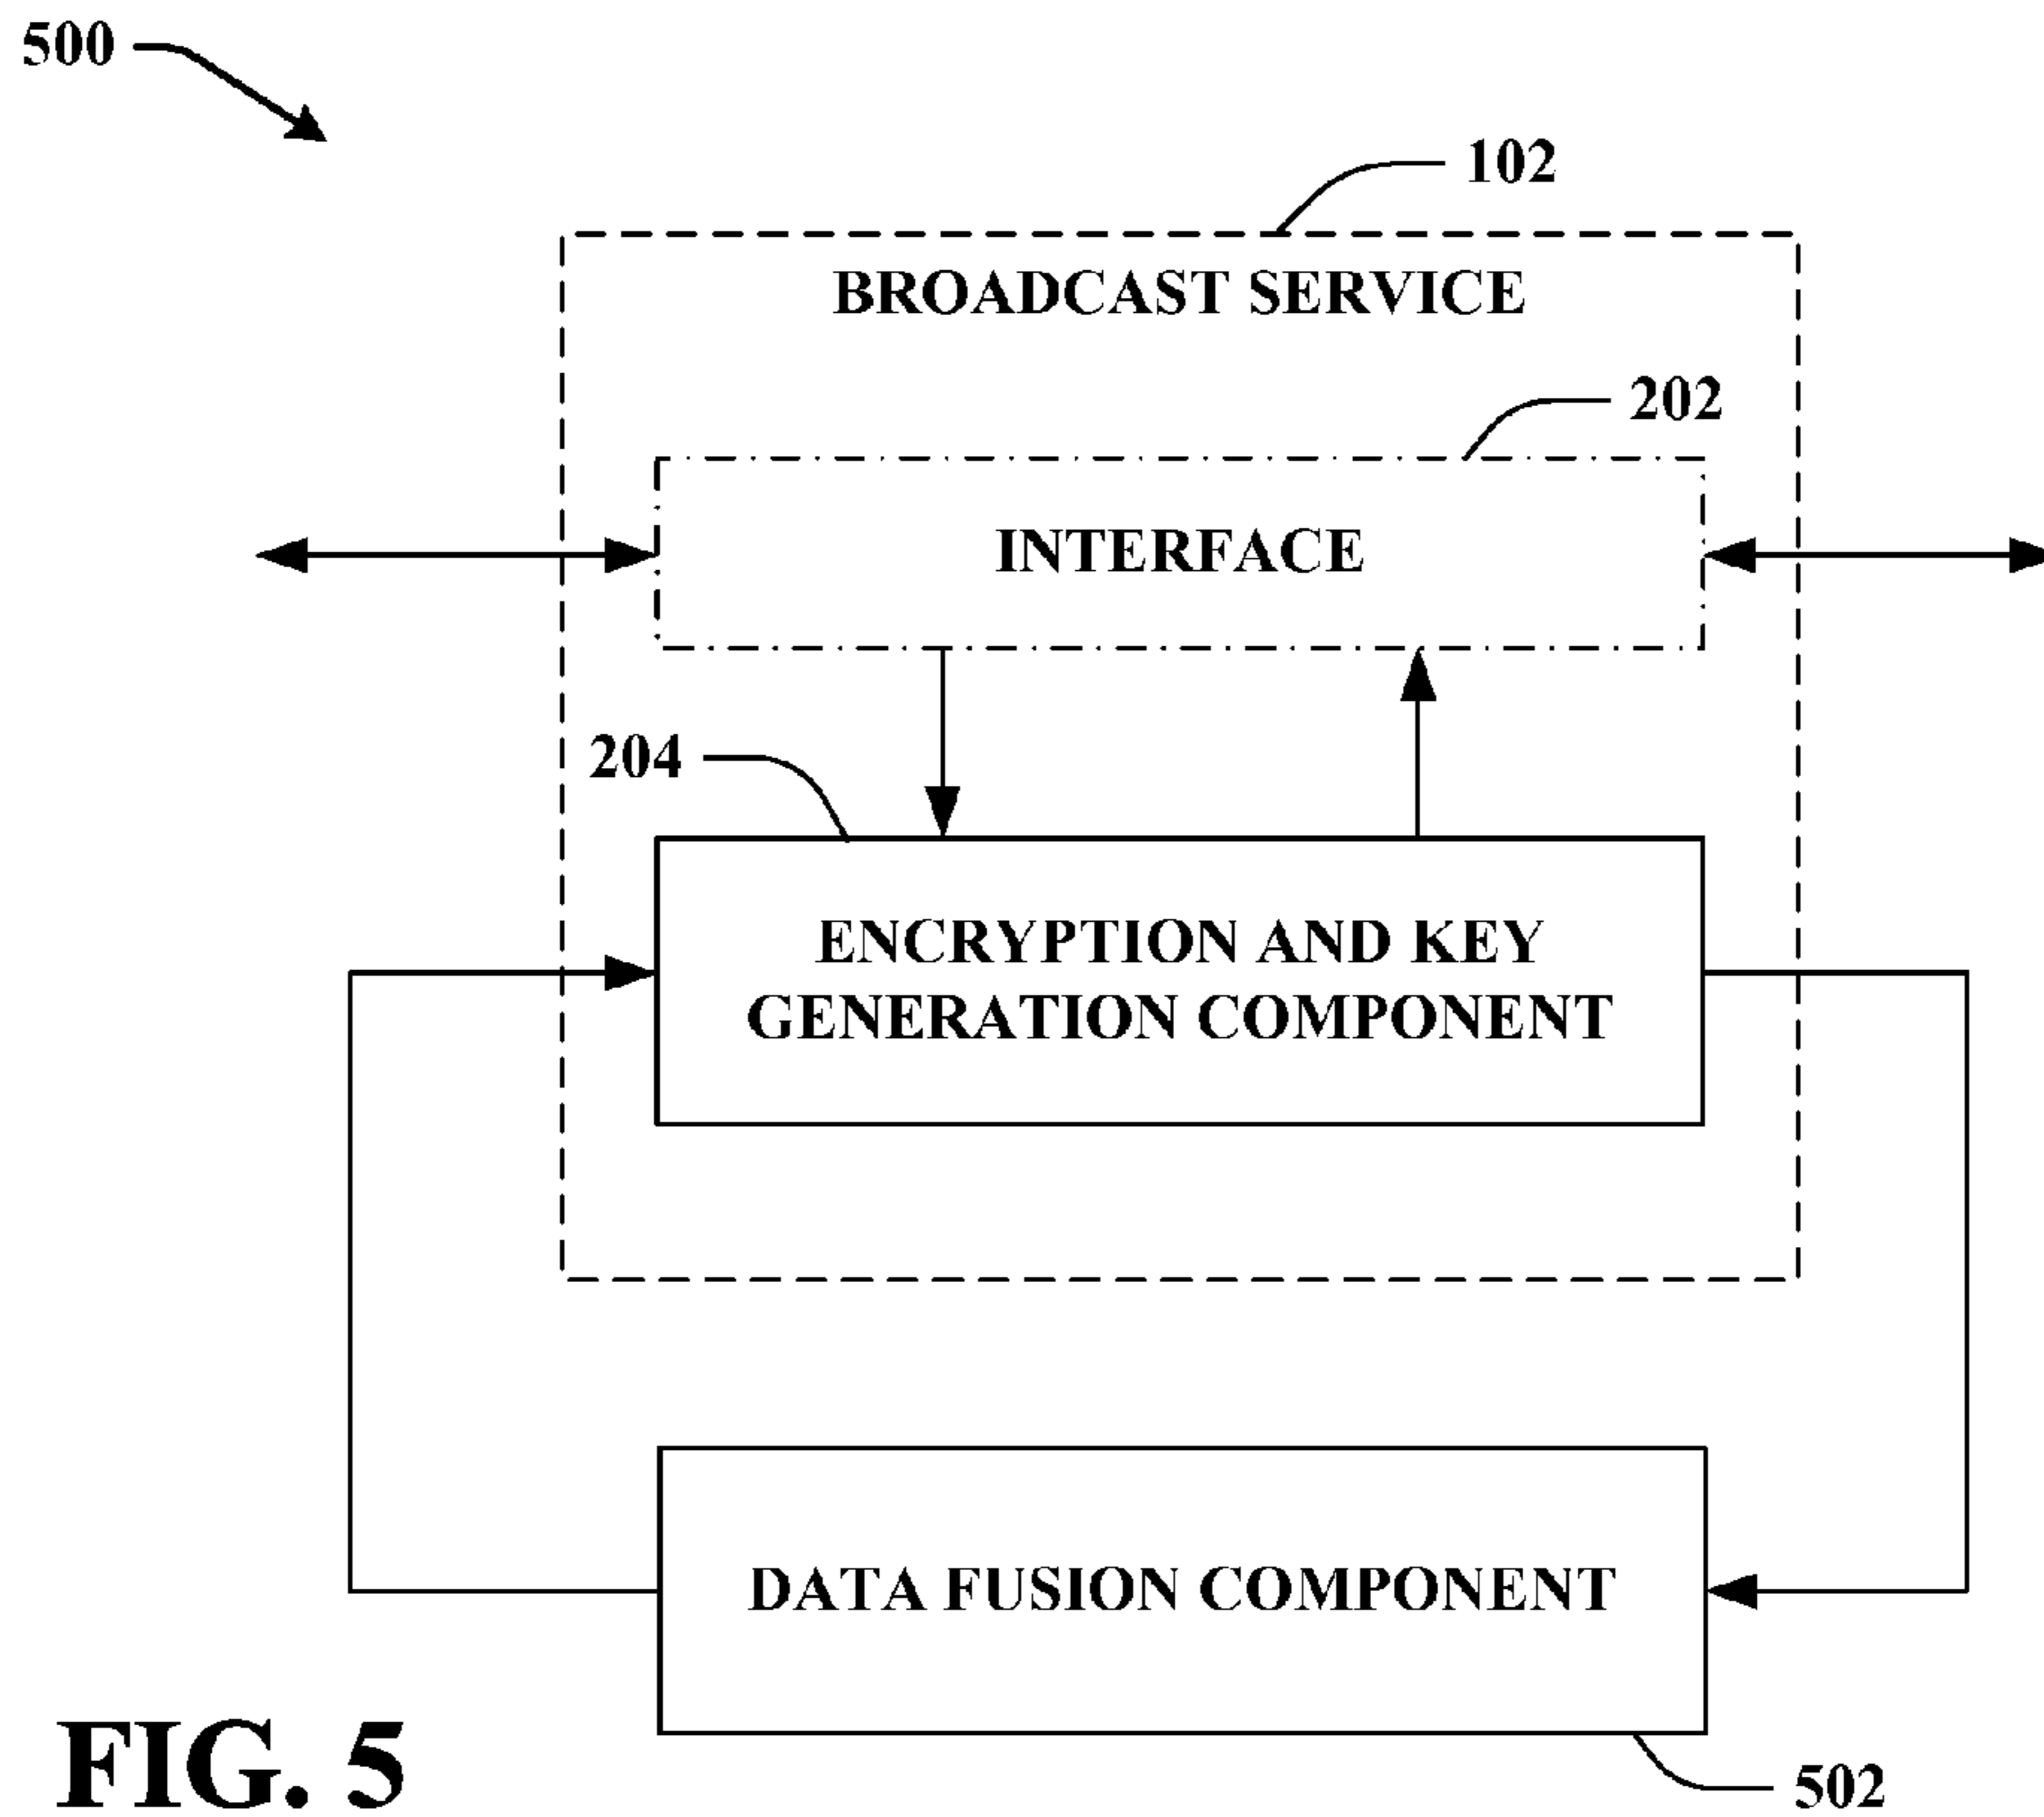 500
102
BROADCAST SERVICE
202
INTERFACE
204
ENCRYPTION AND KEY
GENERATION COMPONENT
DATA FUSION COMPONENT
FIG. 5
502